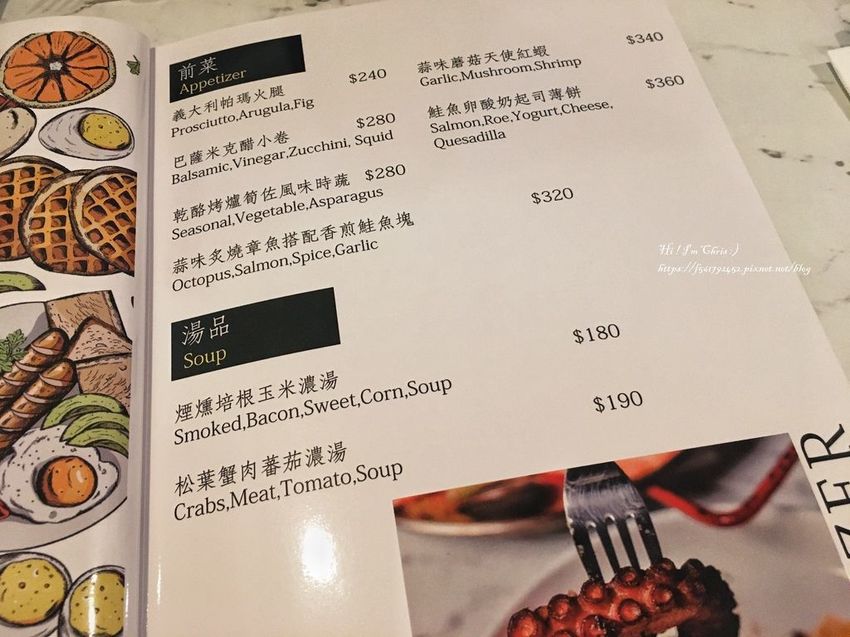 前菜
Appetizer
義大利帕瑪火腿 $240
Prosciutto,Arugula,Fig
巴薩米克醋小卷 $280
Balsamic,Vinegar,Zucchini, Squid
乾酪烤爐筍佐風味時蔬 $280
Seasonal,Vegetable,Asparagus
蒜味炙燒章魚搭配香煎鮭魚塊 $320
Octopus,Salmon,Spice,Garlic
蒜味蘑菇天使紅蝦 $340
Garlic,Mushroom,Shrimp
鮭魚卵酸奶起司薄餅 $360
Salmon,Roe,Yogurt,Cheese,
Quesadilla
湯品
Soup
煙燻培根玉米濃湯 $180
Smoked,Bacon,Sweet,Corn,Soup
松葉蟹肉蕃茄濃湯 $190
Crabs,Meat,Tomato,Soup
Hi ! I'm Chris :)
https://f501792452.pixnet.net/blog
ZER